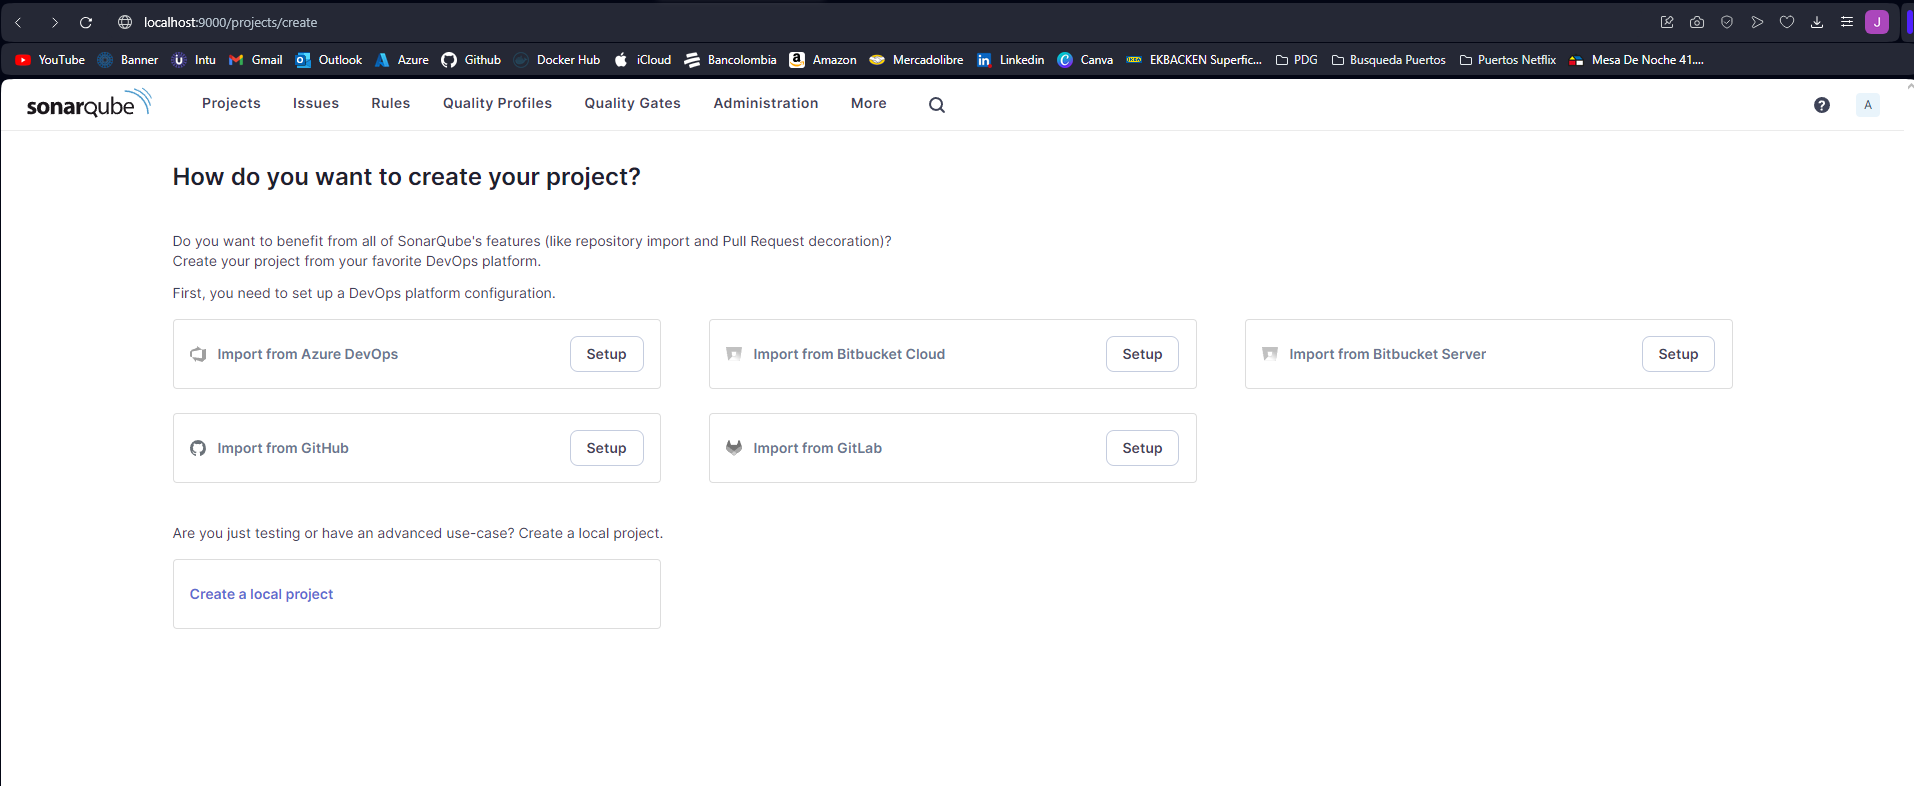 localhost:9000/projects/create
J
YouTube Banner Intu Gmail Outlook Azure Github Docker Hub iCloud Bancolombia Amazon Mercadolibre Linkedin Canva EKBACKEN Superfic... PDG Busqueda Puertos Puertos Netflix Mesa De Noche 41....
sonarqube Projects Issues Rules Quality Profiles Quality Gates Administration More ? A
How do you want to create your project?
Do you want to benefit from all of SonarQube's features (like repository import and Pull Request decoration)?
Create your project from your favorite DevOps platform.
First, you need to set up a DevOps platform configuration.
Import from Azure DevOps Setup Import from Bitbucket Cloud Setup Import from Bitbucket Server Setup
Import from GitHub Setup Import from GitLab Setup
Are you just testing or have an advanced use-case? Create a local project.
Create a local project